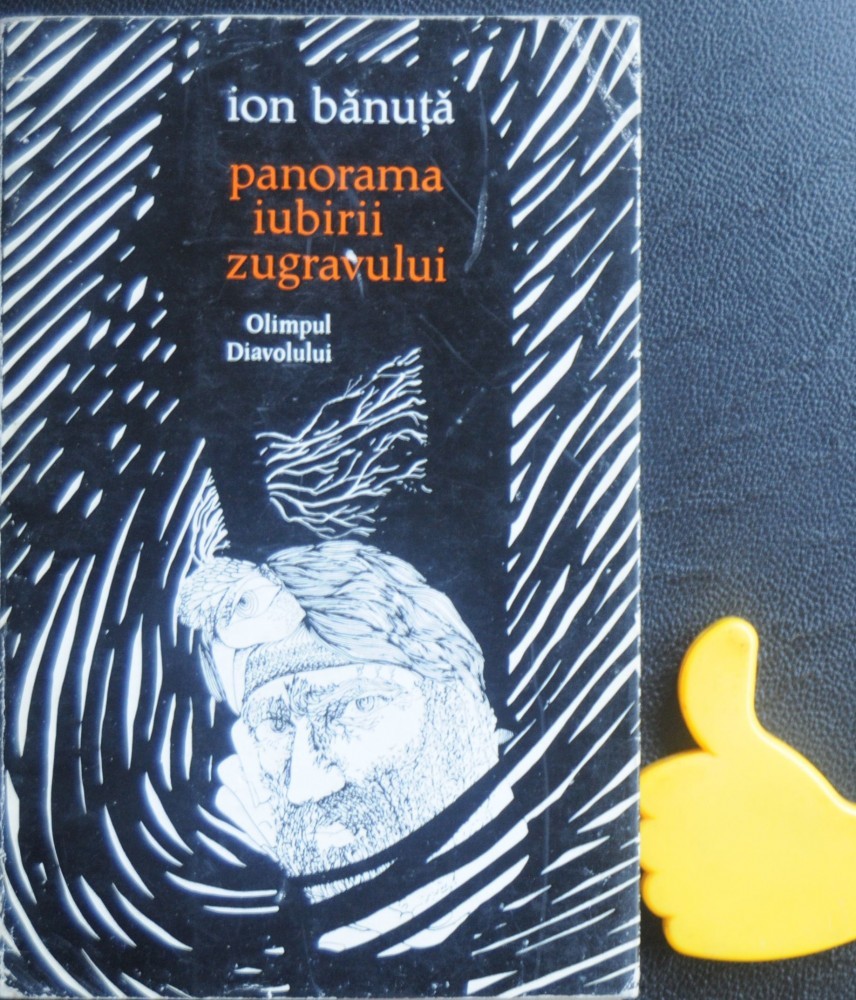 ion bănuță
panorama
iubirii
zugravului
Olimpul
Diavolului